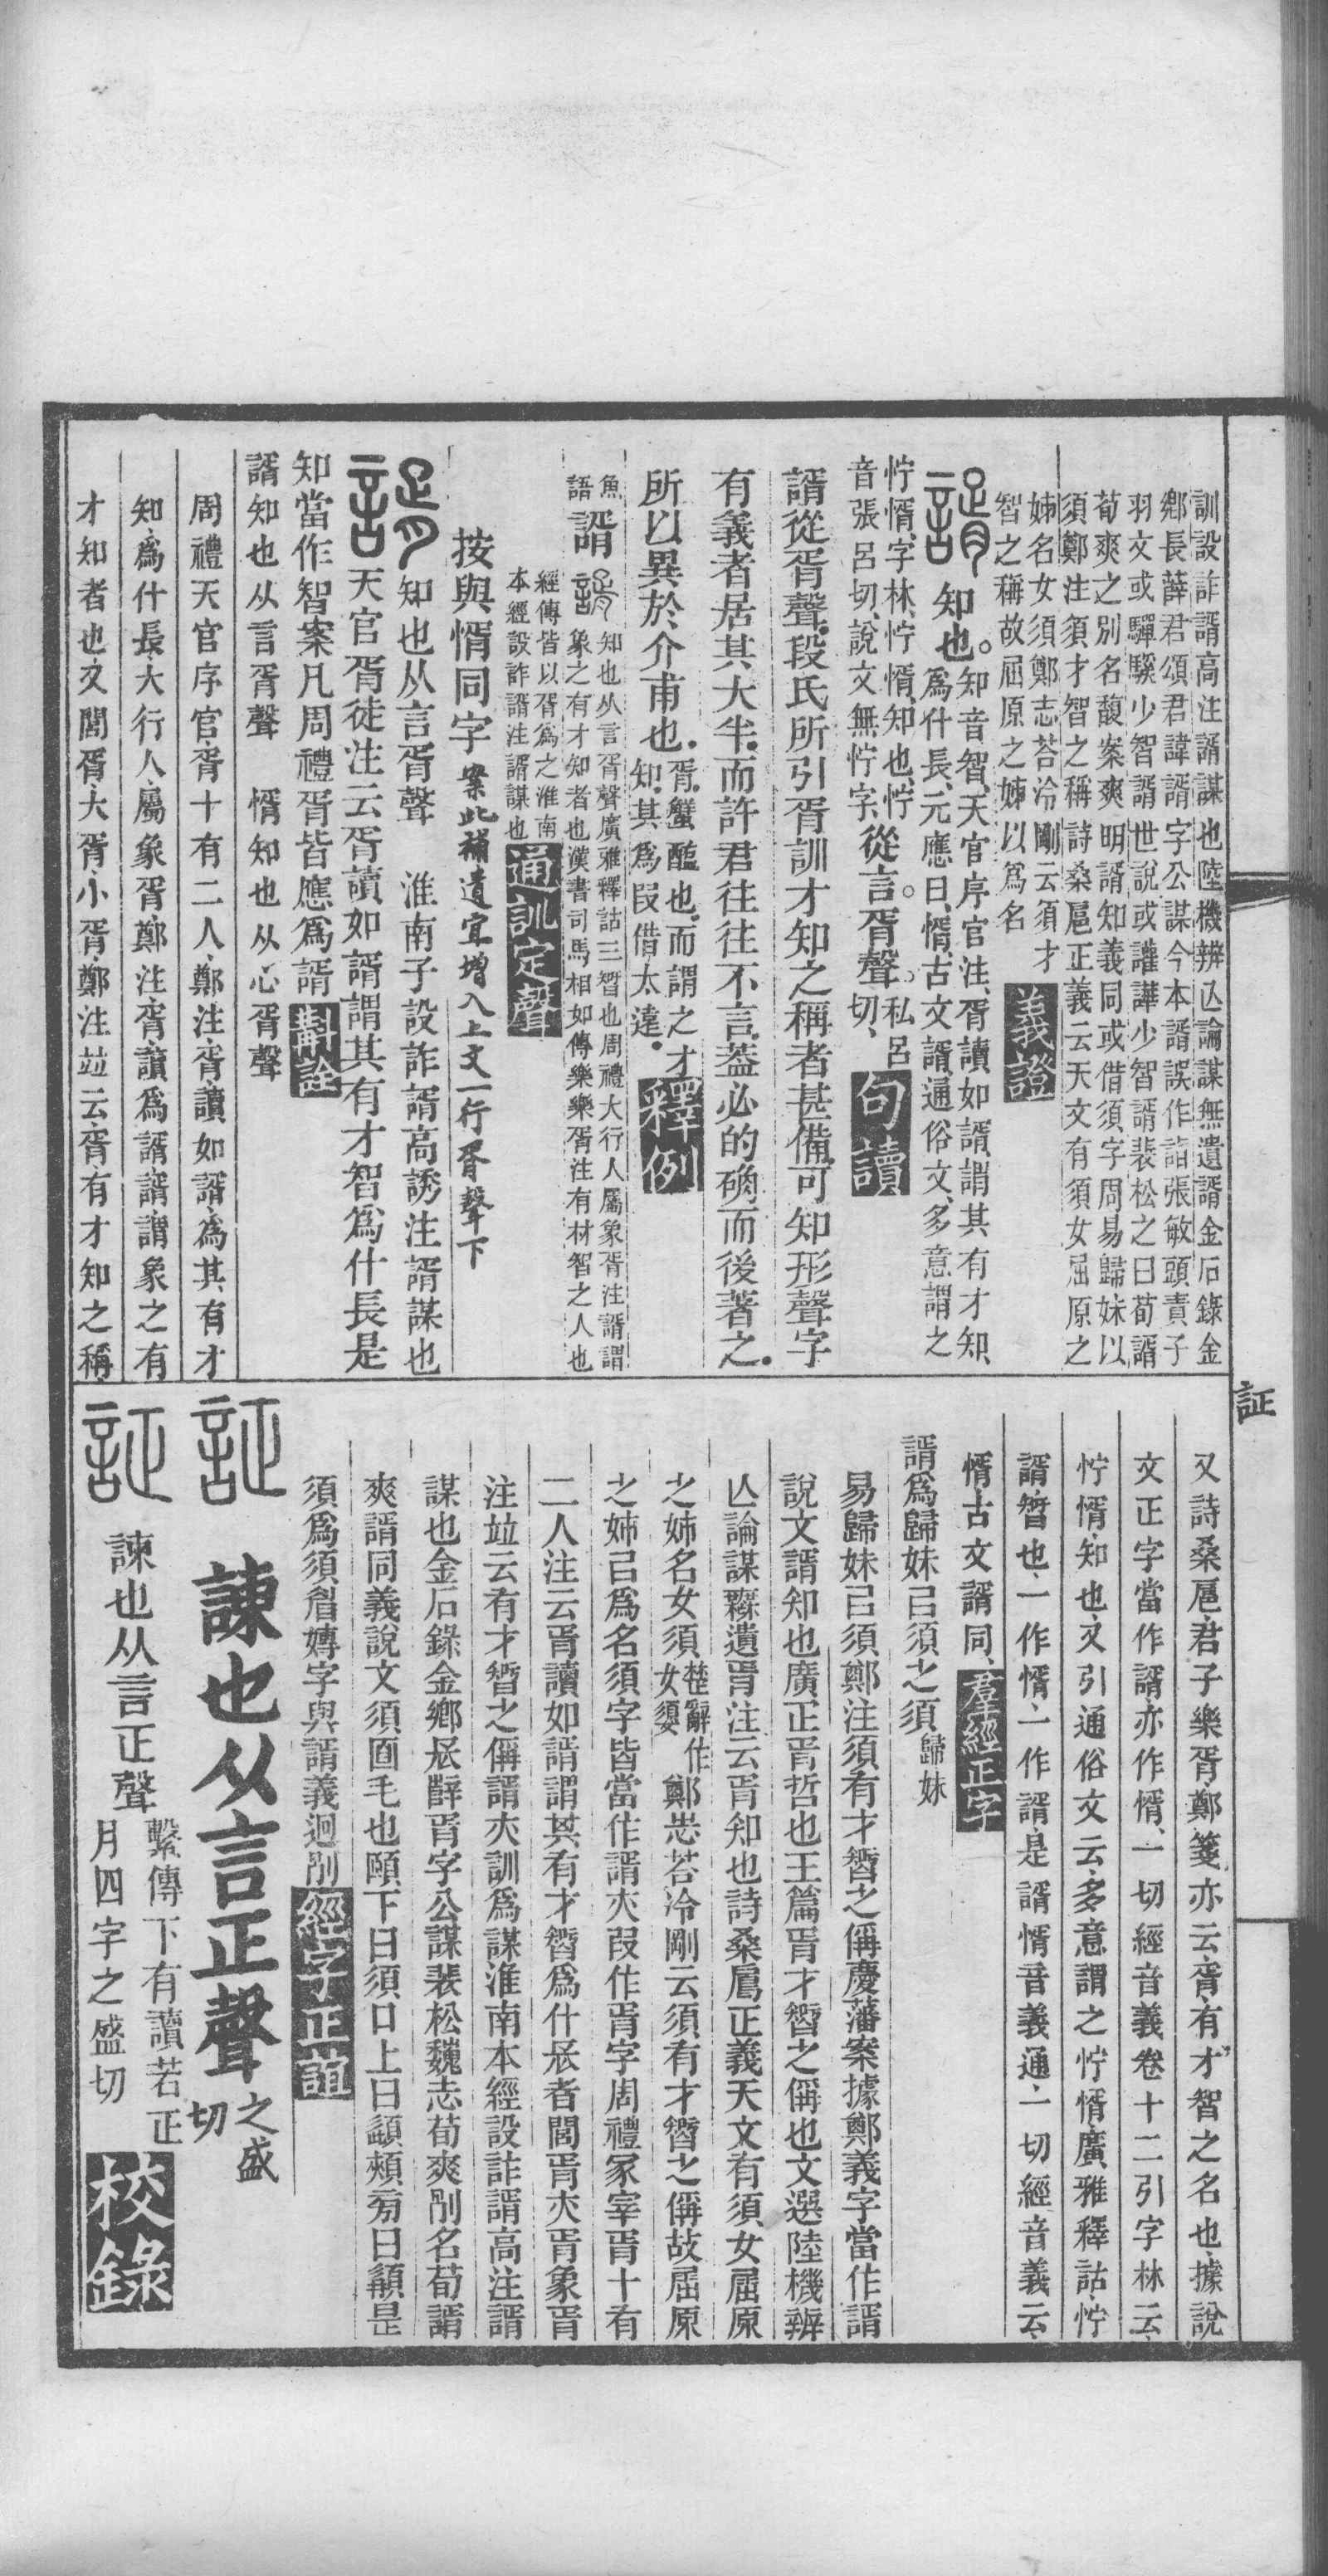 訓設詐諝高注諝謀也陸機辨亾論謀無遺諝金石錄金
鄉長薛君頌君諱諝字公謀今本諝誤作詣張敏頭責子
羽文或驒騱少智諝世說或讙譁少智諝裴松之曰荀諝
荀爽之別名馥案爽明諝知義同或借須字周易歸妹以
須鄭注須才智之稱詩桑扈正義云天文有須女屈原之
姊名女須鄭志荅泠剛云須才
智之稱故屈原之姊以爲名
義證
知也。
知音智、天官序官注、胥讀如諝、謂其有才知、
爲什長、元應曰、惰、古文諝、通俗文、多意謂之
忊㥠、字林、忊㥠、知也、忊
音張呂切、說文無忊字、
從言。胥聲。
私呂
切、
句讀
諝從胥聲、段氏所引胥訓才知之稱者甚備、可知形聲字
有義者居其大半、而許君往往不言、葢必的确而後著之、
所以異於介甫也、
胥、蟹醢也、而謂之才
知、其爲叚借太遠、
釋例
魚
語
諝
知也从言胥聲廣雅釋詁三智也周禮大行人屬象胥注諝謂
象之有才知者也漢書司馬相如傳樂樂胥注有材智之人也
經傳皆以胥爲之淮南
本經設詐諝注諝謀也
通訓定聲
按與㥠同字
案此補遺宜增入上文一行胥聲下
知也从言胥聲 淮南子設詐諝高誘注諝謀也
天官胥徒注云胥讀如諝謂其有才智爲什長是
知當作智案凡周禮胥皆應爲諝
斠詮
諝知也从言胥聲 㥠知也从心胥聲
周禮天官序官、胥十有二人、鄭注、胥讀如諝、爲其有才
知、爲什長、大行人、屬象胥、鄭注、胥讀爲諝、諝謂象之有
才知者也、又閭胥、大胥、小胥、鄭注竝云、胥、有才知之稱、
証
又詩桑扈、君子樂胥、鄭箋亦云、胥、有才智之名也、據說
文正字當作諝、亦作㥠、一切經音義卷十二引字林云、
忊㥠、知也、又引通俗文云、多意謂之忊㥠、廣雅釋詁、忊
諝、智也、一作㥠、一作諝、是諝㥠音義通、一切經音義云、
㥠古文諝同、
羣經正字
諝爲歸妹㠯須之須
歸妹
易歸妹㠯須鄭注須有才智之偁慶藩案據鄭義字當作諝
說文諝知也廣正胥哲也玉篇胥才智之偁也文選陸機辨
亾論謀無遺胥注云胥知也詩桑扈正義天文有須女屈原
之姊名女須
楚辭作
女嬃
鄭志荅泠剛云須有才智之偁故屈原
之姊㠯爲名須字皆當作諝亦叚作胥字周禮冢宰胥十有
二人注云胥讀如諝謂其有才智爲什長者閭胥亦胥象胥
注竝云有才智之偁諝亦訓爲謀淮南本經設詐諝高注諝
謀也金石錄金鄉長薛胥字公謀裴松魏志荀爽別名荀諝
爽諝同義說文須面毛也頤下曰須口上曰頾頰旁曰䫇是
須爲須眉專字與諝義迥別
經字正誼
諫也从言正聲
之盛
切
諫也从言正聲
繫傳下有讀若正
月四字之盛切
校錄